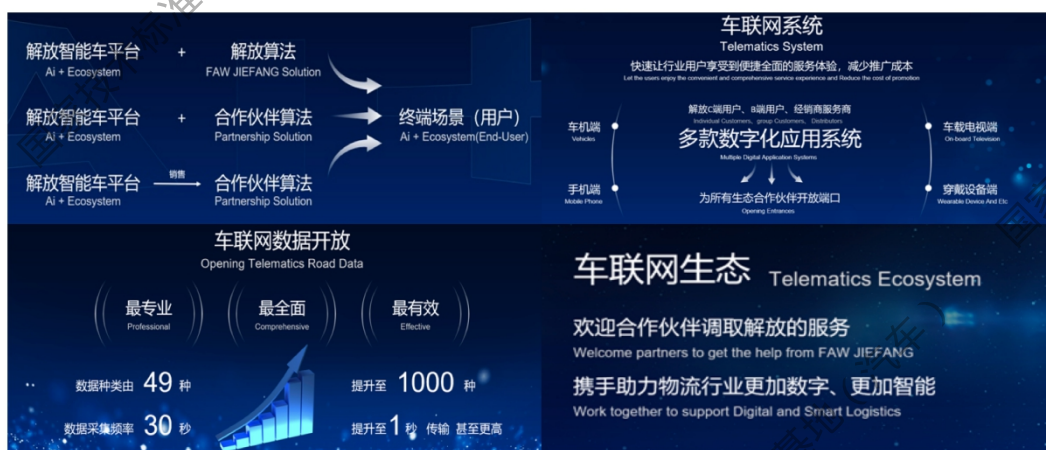 解放智能车平台 + 解放算法
Ai + Ecosystem FAW JIEFANG Solution
解放智能车平台 + 合作伙伴算法 终端场景（用户）
Ai + Ecosystem Partnership Solution Ai + Ecosystem(End-User)
解放智能车平台 销售 合作伙伴算法
Ai + Ecosystem Partnership Solution
车联网系统
Telematics System
快速让行业用户享受到便捷全面的服务体验，减少推广成本
Let the users enjoy the convenient and comprehensive service experience and Reduce the cost of promotion
解放C端用户、B端用户、经销商服务商
Individual Customers、group Customers、Distributors
车机端 多款数字化应用系统 车载电视端
Vehicles Multiple Digital Application Systems On-board Television
手机端 为所有生态合作伙伴开放端口 穿戴设备端
Mobile Phone Opening Entrances Wearable Device And Etc
车联网数据开放
Opening Telematics Road Data
最专业 最全面 最有效
Professional Comprehensive Effective
数据种类由 49 种 提升至 1000 种
数据采集频率 30 秒 提升至 1 秒 传输 甚至更高
车联网生态 Telematics Ecosystem
欢迎合作伙伴调取解放的服务
Welcome partners to get the help from FAW JIEFANG
携手助力物流行业更加数字、更加智能
Work together to support Digital and Smart Logistics